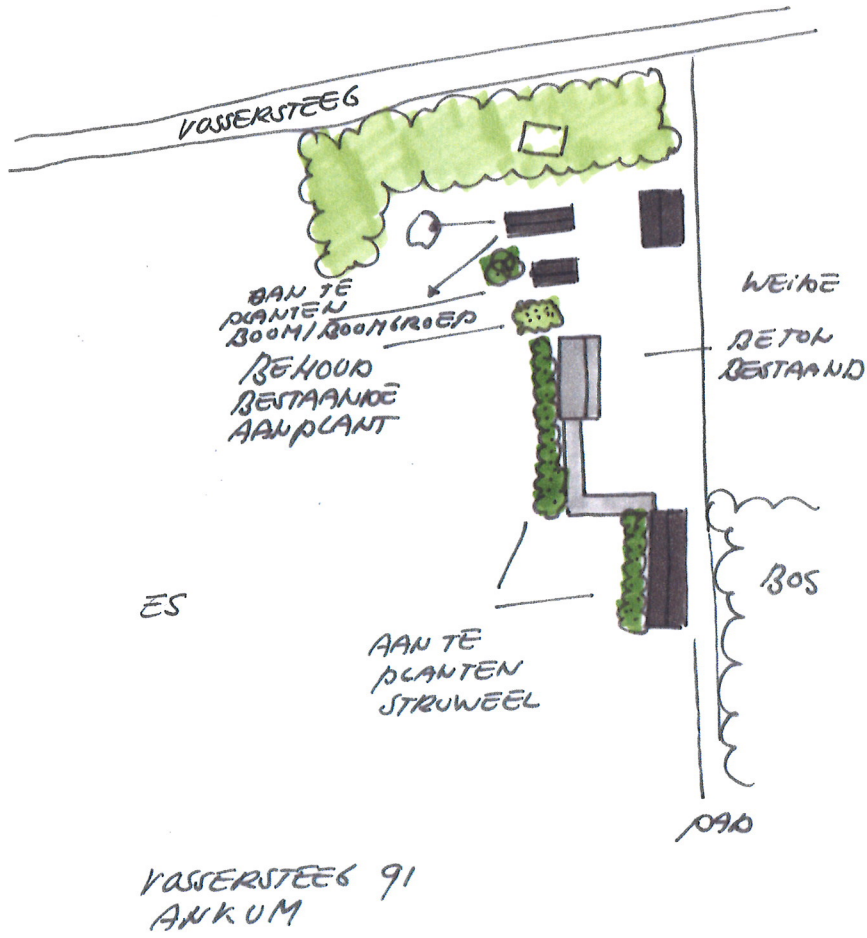 VOSSERSTEEG
AAN TE
PLANTEN
BOOM/BOOMGROEP
BEHOUD
BESTAANDE
AANPLANT
WEIDE
BETON
BESTAAND
ES
BOS
AAN TE
PLANTEN
STRUWEEL
PAD
VOSSERSTEEG 91
ANKUM